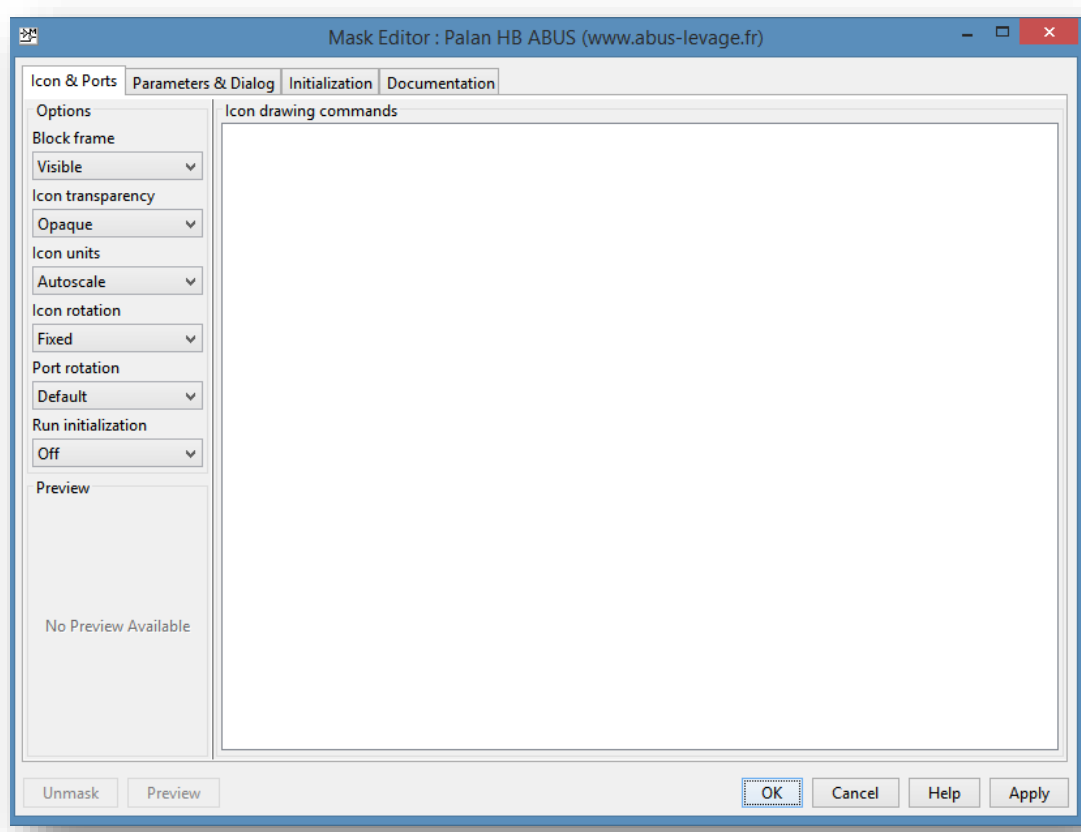 Mask Editor : Palan HB ABUS (www.abus-levage.fr)
Icon & Ports
Parameters & Dialog
Initialization
Documentation
Options
Block frame
Visible
Icon transparency
Opaque
Icon units
Autoscale
Icon rotation
Fixed
Port rotation
Default
Run initialization
Off
Preview
No Preview Available
Icon drawing commands
Unmask
Preview
OK
Cancel
Help
Apply